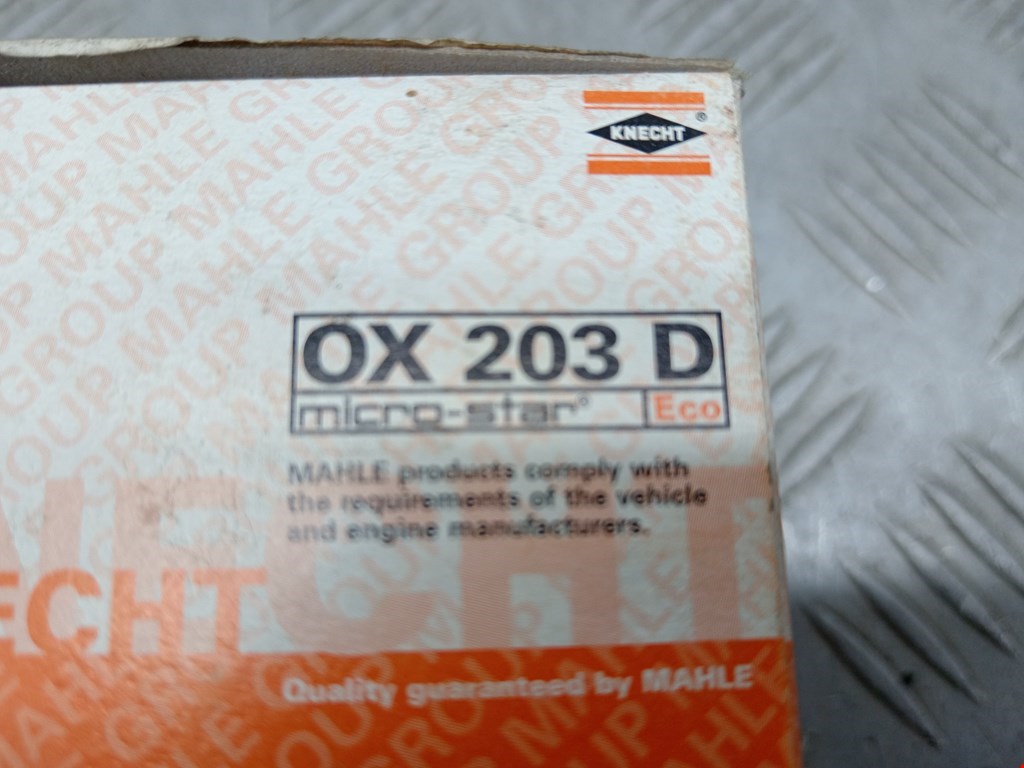 KNECHT®
OX 203 D
micro-star®
Eco
MAHLE products comply with
the requirements of the vehicle
and engine manufacturers.
ECHT
Quality guaranteed by MAHLE